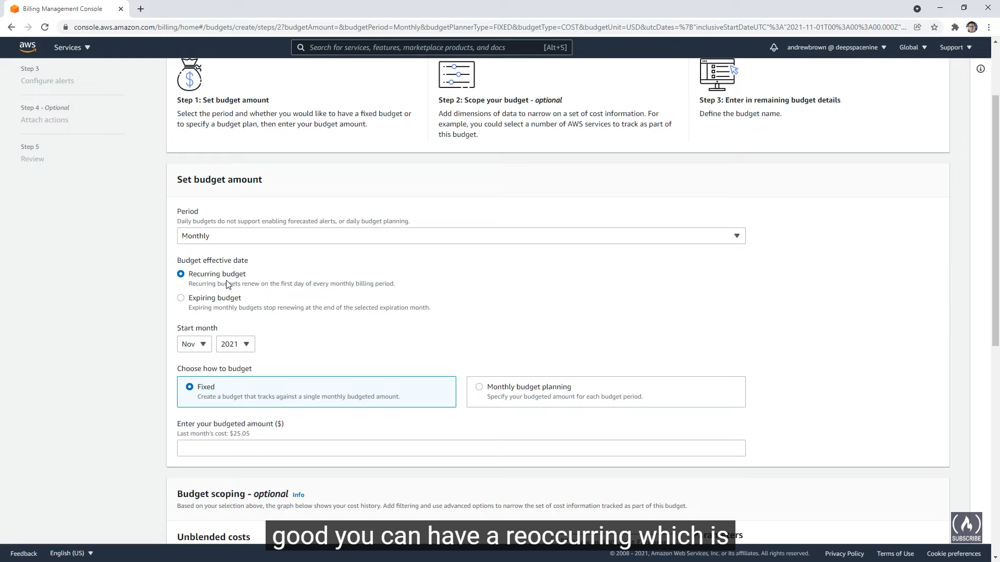 Billing Management Console
console.aws.amazon.com/billing/home#/budgets/create/steps/2?budgetAmount=&budgetPeriod=Monthly&budgetPlannerType=FIXED&budgetType=COST&budgetUnit=USD&utcDates=%7B"inclusiveStartDateUTC"%3A"2021-11-01T00%3A00%3A00.000Z"...
aws
Services
Search for services, features, marketplace products, and docs
[Alt+S]
andrewbrown @ deepspacenine
Global
Support
Step 3
Configure alerts
Step 4 - Optional
Attach actions
Step 5
Review
Step 1: Set budget amount
Select the period and whether you would like to have a fixed budget or
to specify a budget plan, then enter your budget amount.
Step 2: Scope your budget - optional
Add dimensions of data to narrow on a set of cost information. For
example, you could select a number of AWS services to track as part of
this budget.
Step 3: Enter in remaining budget details
Define the budget name.
Set budget amount
Period
Daily budgets do not support enabling forecasted alerts, or daily budget planning.
Monthly
Budget effective date
Recurring budget
Recurring budgets renew on the first day of every monthly billing period.
Expiring budget
Expiring monthly budgets stop renewing at the end of the selected expiration month.
Start month
Nov
2021
Choose how to budget
Fixed
Create a budget that tracks against a single monthly budgeted amount.
Monthly budget planning
Specify your budgeted amount for each budget period.
Enter your budgeted amount ($)
Last month's cost: $25.05
Budget scoping - optional Info
Based on your selection above, the graph below shows your cost history. Add filtering and use advanced options to narrow the set of cost information tracked as part of this budget.
Unblended costs
good you can have a reoccurring which is
SUBSCRIBE
Feedback
English (US)
© 2008 - 2021, Amazon Web Services, Inc. or its affiliates. All rights reserved.
Privacy Policy
Terms of Use
Cookie preferences